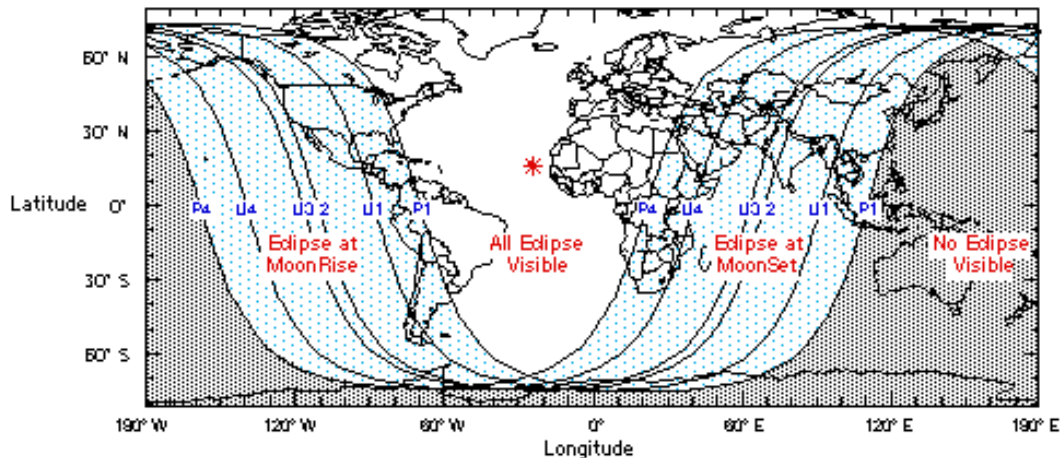 60° N
30° N
Latitude 0° P4 U4 U3 2 U1 P1 P4 U4 U3 2 U1 P1
Eclipse at MoonRise
All Eclipse Visible
Eclipse at MoonSet
No Eclipse Visible
30° S
60° S
180° W 120° W 60° W 0° 60° E 120° E 180° E
Longitude